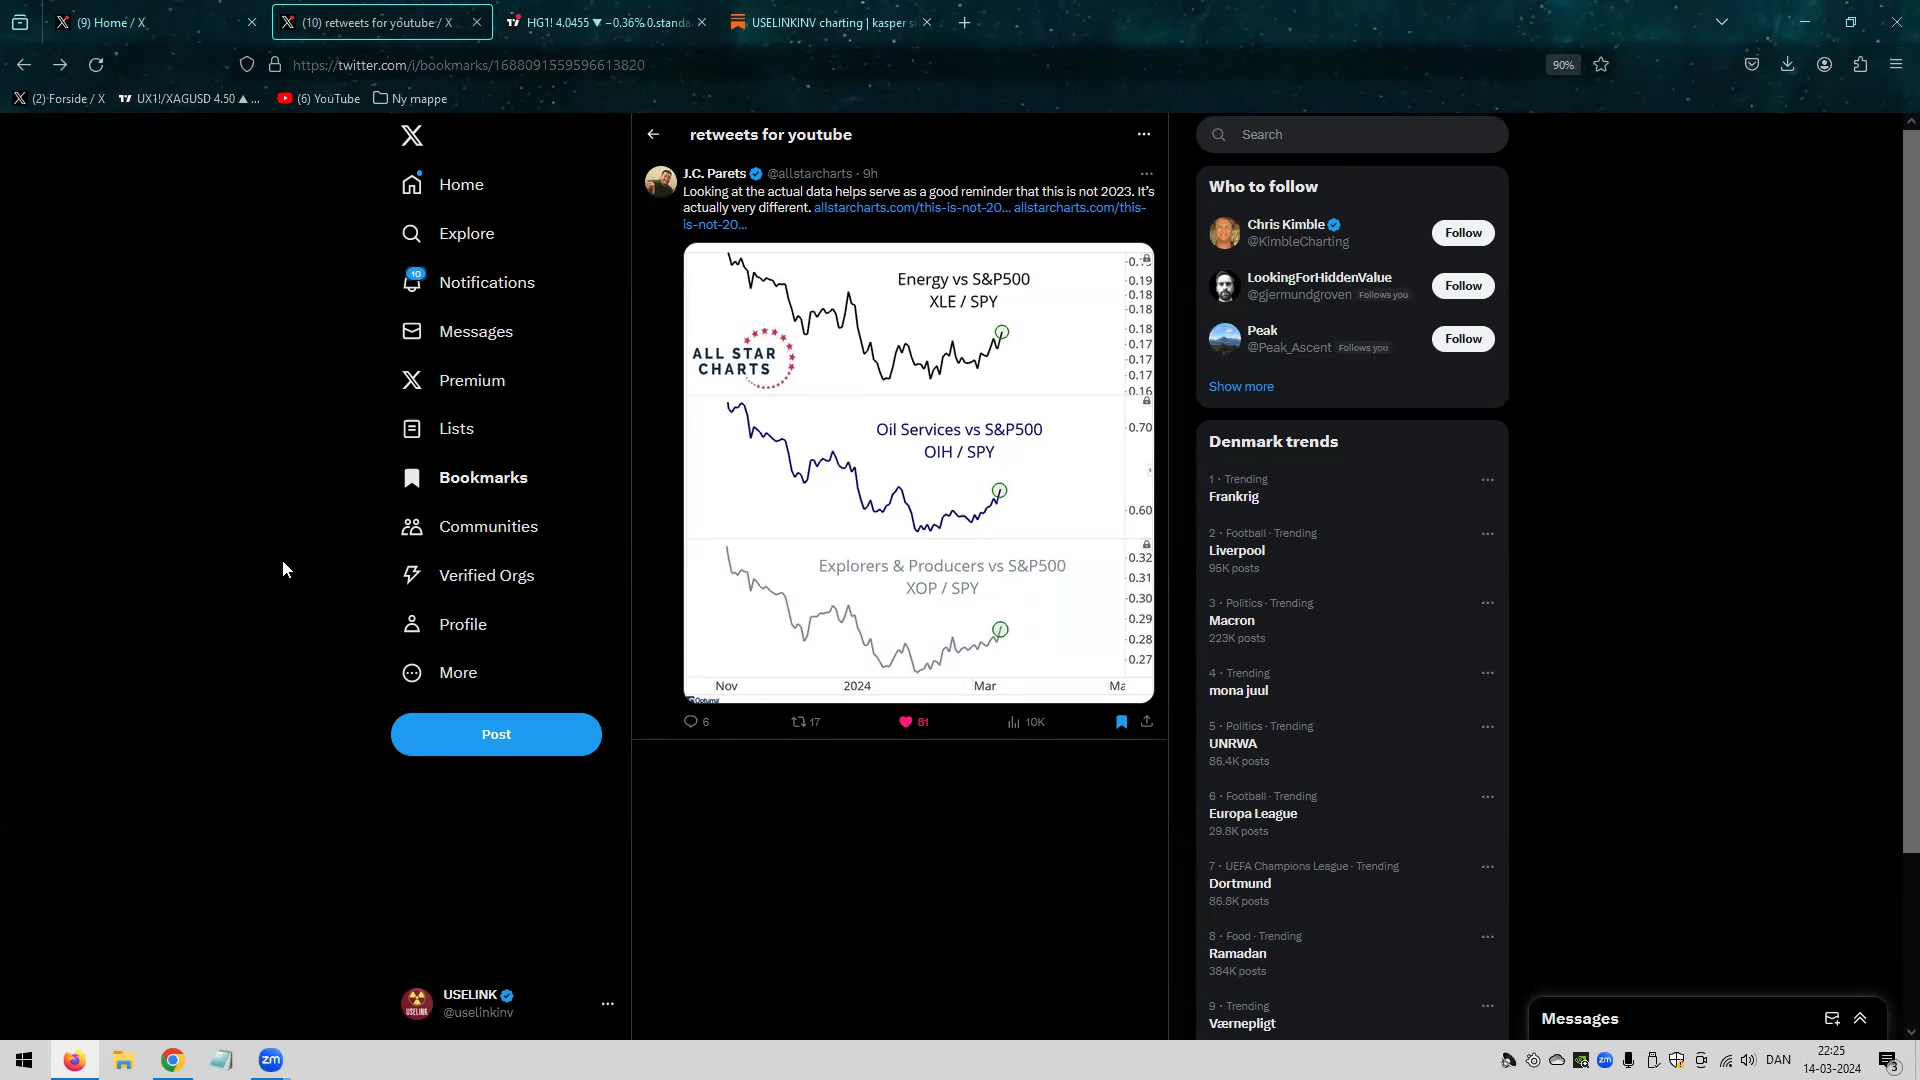 (9) Home / X
(10) retweets for youtube / X
HG1! 4.0455 ▼ −0.36% 0.standa
USELINKINV charting | kasper s
https://twitter.com/i/bookmarks/1688091559596613820
90%
(2) Forside / X
UX1!/XAGUSD 4.50 ▲ ...
(6) YouTube
Ny mappe
Home
Explore
10
Notifications
Messages
Premium
Lists
Bookmarks
Communities
Verified Orgs
Profile
More
Post
USELINK
@uselinkinv
retweets for youtube
J.C. Parets @allstarcharts · 9h
Looking at the actual data helps serve as a good reminder that this is not 2023. It’s
actually very different. allstarcharts.com/this-is-not-20... allstarcharts.com/this-
is-not-20...
Energy vs S&P500
XLE / SPY
ALL STAR
CHARTS
0.19
0.18
0.18
0.18
0.17
0.17
0.17
0.16
Oil Services vs S&P500
OIH / SPY
0.70
0.60
Explorers & Producers vs S&P500
XOP / SPY
0.32
0.31
0.30
0.29
0.28
0.27
Nov 2024 Mar Ma
6 17 81 10K
Search
Who to follow
Chris Kimble
@KimbleCharting
Follow
LookingForHiddenValue
@gjermundgroven Follows you
Follow
Peak
@Peak_Ascent Follows you
Follow
Show more
Denmark trends
1 · Trending
Frankrig
2 · Football · Trending
Liverpool
95K posts
3 · Politics · Trending
Macron
223K posts
4 · Trending
mona juul
5 · Politics · Trending
UNRWA
86.4K posts
6 · Football · Trending
Europa League
29.8K posts
7 · UEFA Champions League · Trending
Dortmund
86.8K posts
8 · Food · Trending
Ramadan
384K posts
9 · Trending
Værnepligt
Messages
zm
DAN
22:25
14-03-2024
3